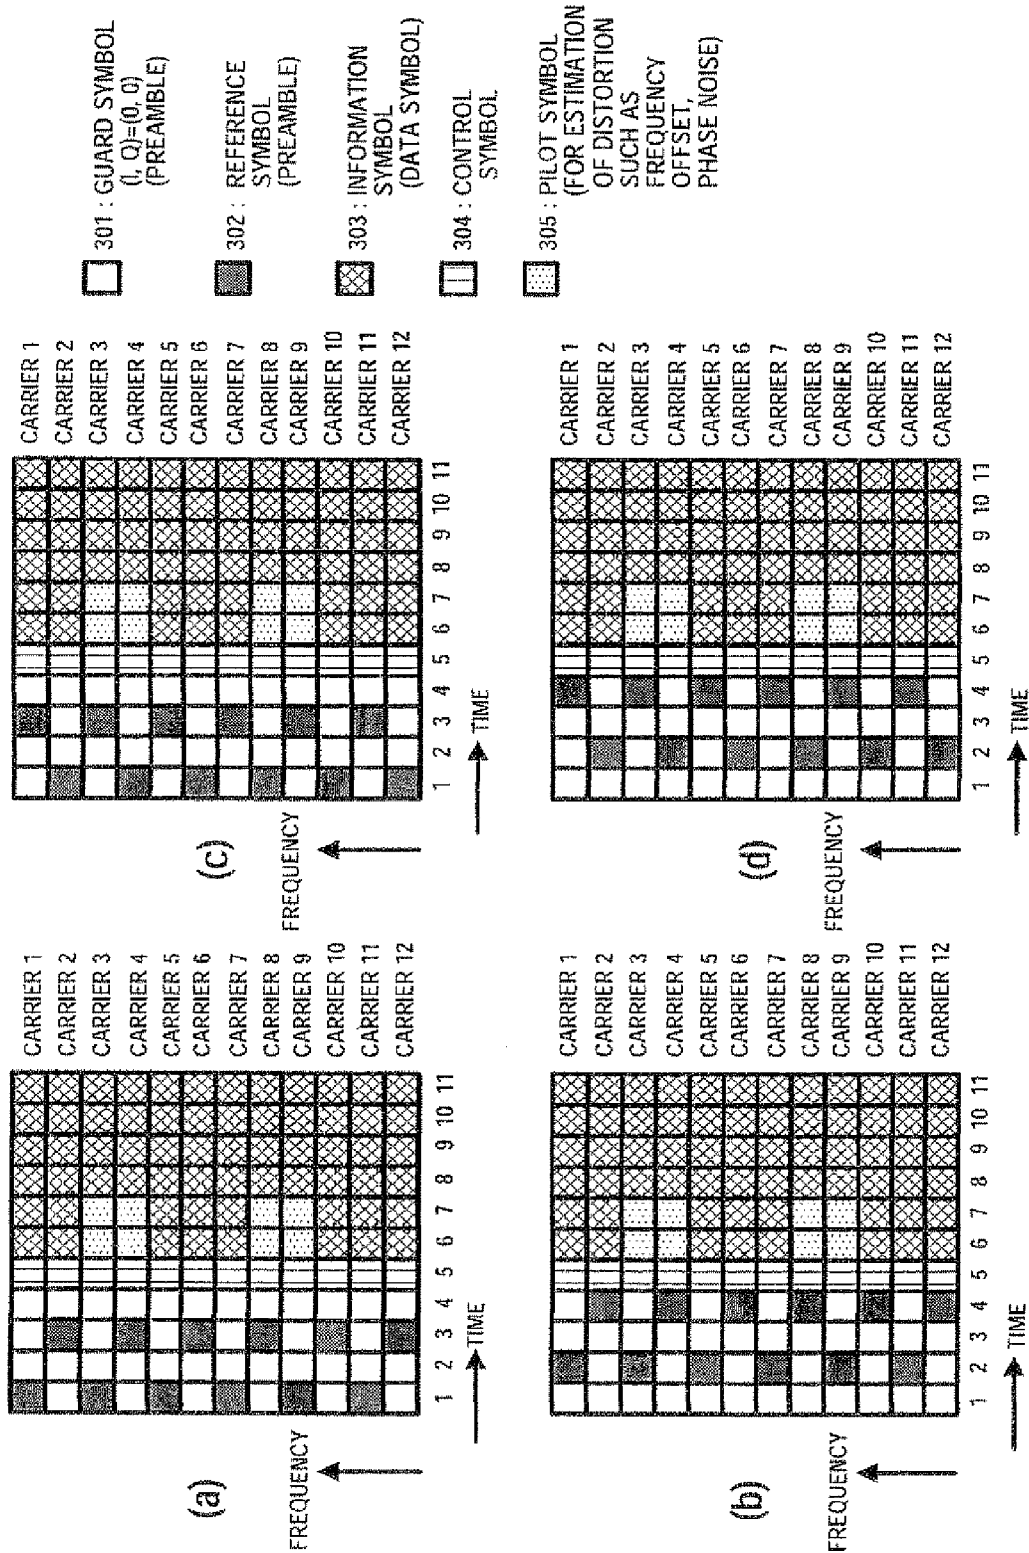 (a)
CARRIER 1
CARRIER 2
CARRIER 3
CARRIER 4
CARRIER 5
CARRIER 6
CARRIER 7
CARRIER 8
CARRIER 9
CARRIER 10
CARRIER 11
CARRIER 12
1 2 3 4 5 6 7 8 9 10 11
FREQUENCY
TIME
(c)
CARRIER 1
CARRIER 2
CARRIER 3
CARRIER 4
CARRIER 5
CARRIER 6
CARRIER 7
CARRIER 8
CARRIER 9
CARRIER 10
CARRIER 11
CARRIER 12
1 2 3 4 5 6 7 8 9 10 11
FREQUENCY
TIME
(b)
CARRIER 1
CARRIER 2
CARRIER 3
CARRIER 4
CARRIER 5
CARRIER 6
CARRIER 7
CARRIER 8
CARRIER 9
CARRIER 10
CARRIER 11
CARRIER 12
1 2 3 4 5 6 7 8 9 10 11
FREQUENCY
TIME
(d)
CARRIER 1
CARRIER 2
CARRIER 3
CARRIER 4
CARRIER 5
CARRIER 6
CARRIER 7
CARRIER 8
CARRIER 9
CARRIER 10
CARRIER 11
CARRIER 12
1 2 3 4 5 6 7 8 9 10 11
FREQUENCY
TIME
301 : GUARD SYMBOL
(I, Q)=(0, 0)
(PREAMBLE)
302 : REFERENCE
SYMBOL
(PREAMBLE)
303 : INFORMATION
SYMBOL
(DATA SYMBOL)
304 : CONTROL
SYMBOL
305 : PILOT SYMBOL
(FOR ESTIMATION
OF DISTORTION
SUCH AS
FREQUENCY
OFFSET,
PHASE NOISE)